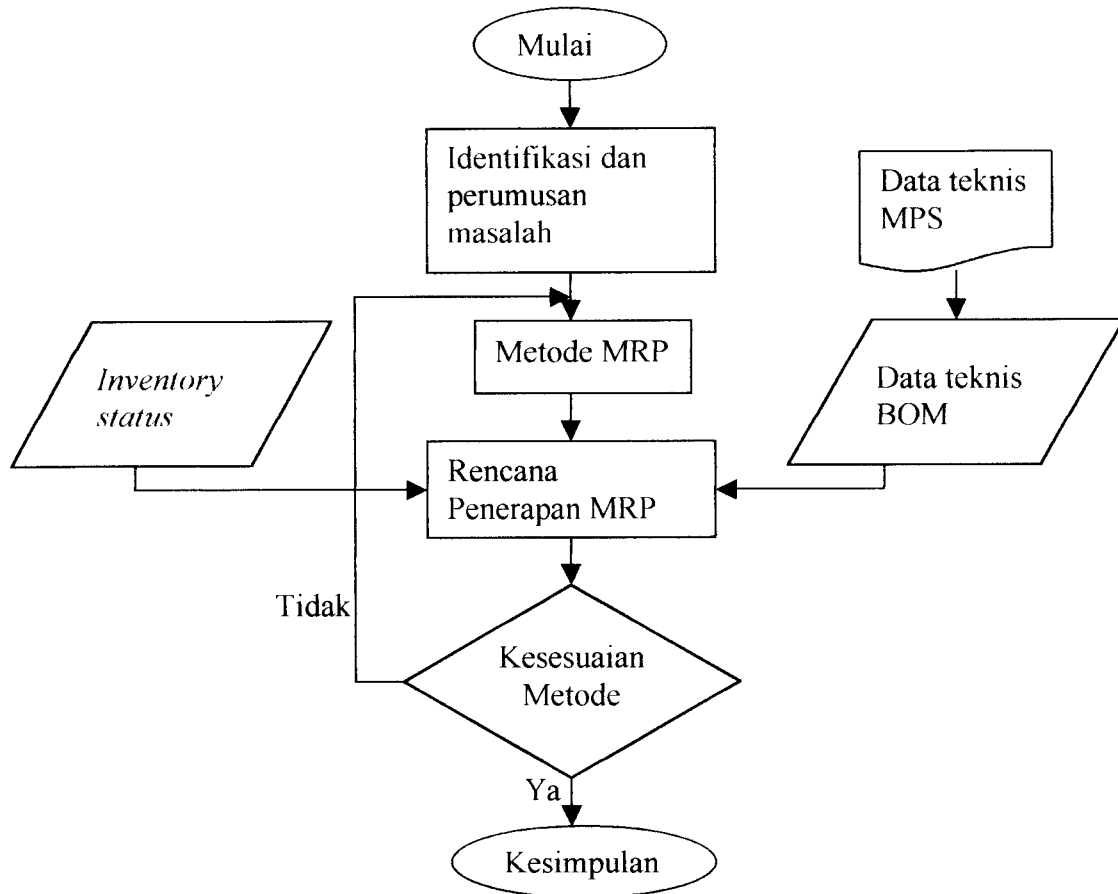 Mulai
Identifikasi dan
perumusan
masalah
Data teknis
MPS
Metode MRP
Inventory
status
Data teknis
BOM
Rencana
Penerapan MRP
Tidak
Kesesuaian
Metode
Ya
Kesimpulan